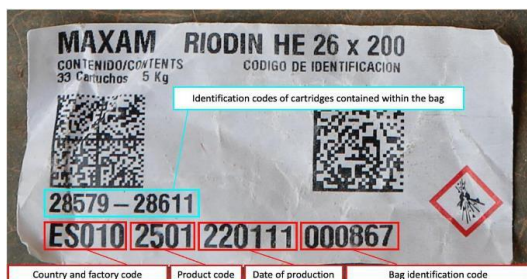 MAXAM RIODIN HE 26 x 200
CONTENIDO/CONTENTS CODIGO DE IDENTIFICACION
33 Cartuchos 5 Kg
Identification codes of cartridges contained within the bag
28579-28611
ES010 2501 220111 000867
Country and factory code Product code Date of production Bag identification code